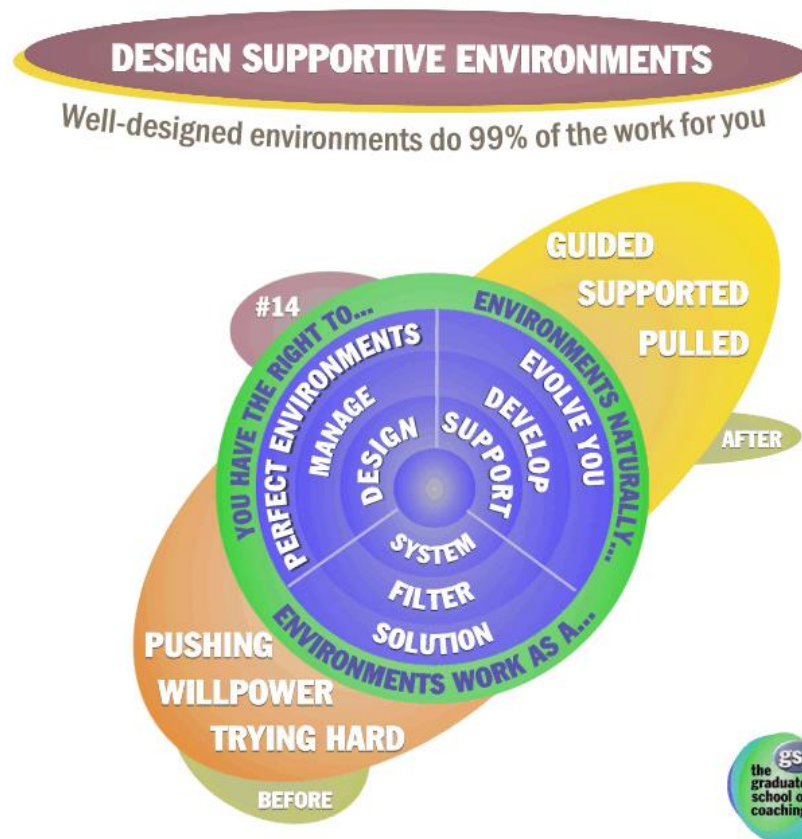 DESIGN SUPPORTIVE ENVIRONMENTS
Well-designed environments do 99% of the work for you
GUIDED
SUPPORTED
PULLED
AFTER
#14
YOU HAVE THE RIGHT TO...
PERFECT ENVIRONMENTS
MANAGE
DESIGN
ENVIRONMENTS NATURALLY...
EVOLVE YOU
DEVELOP
SUPPORT
SYSTEM
FILTER
SOLUTION
ENVIRONMENTS WORK AS A...
PUSHING
WILLPOWER
TRYING HARD
BEFORE
gs
the
graduate
school o
coaching